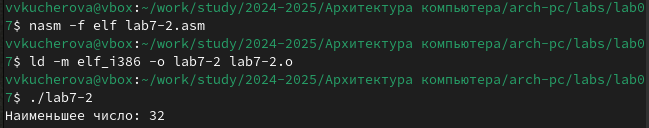 vvkucherova@vbox:~/work/study/2024-2025/Архитектура компьютера/arch-pc/labs/lab0
7$ nasm -f elf lab7-2.asm
vvkucherova@vbox:~/work/study/2024-2025/Архитектура компьютера/arch-pc/labs/lab0
7$ ld -m elf_i386 -o lab7-2 lab7-2.o
vvkucherova@vbox:~/work/study/2024-2025/Архитектура компьютера/arch-pc/labs/lab0
7$ ./lab7-2
Наименьшее число: 32